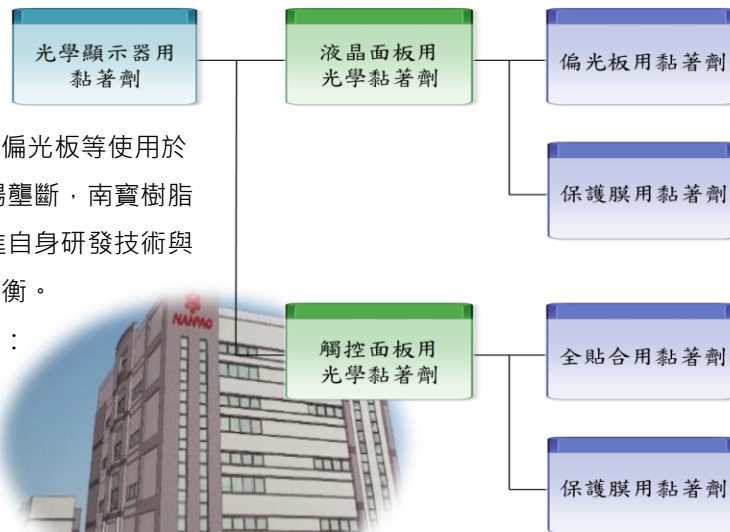 光學顯示器用
黏著劑
液晶面板用
光學黏著劑
偏光板用黏著劑
保護膜用黏著劑
偏光板等使用於
壟斷，南寶樹脂
自身研發技術與
衡。
：
NANPAO
觸控面板用
光學黏著劑
全貼合用黏著劑
保護膜用黏著劑